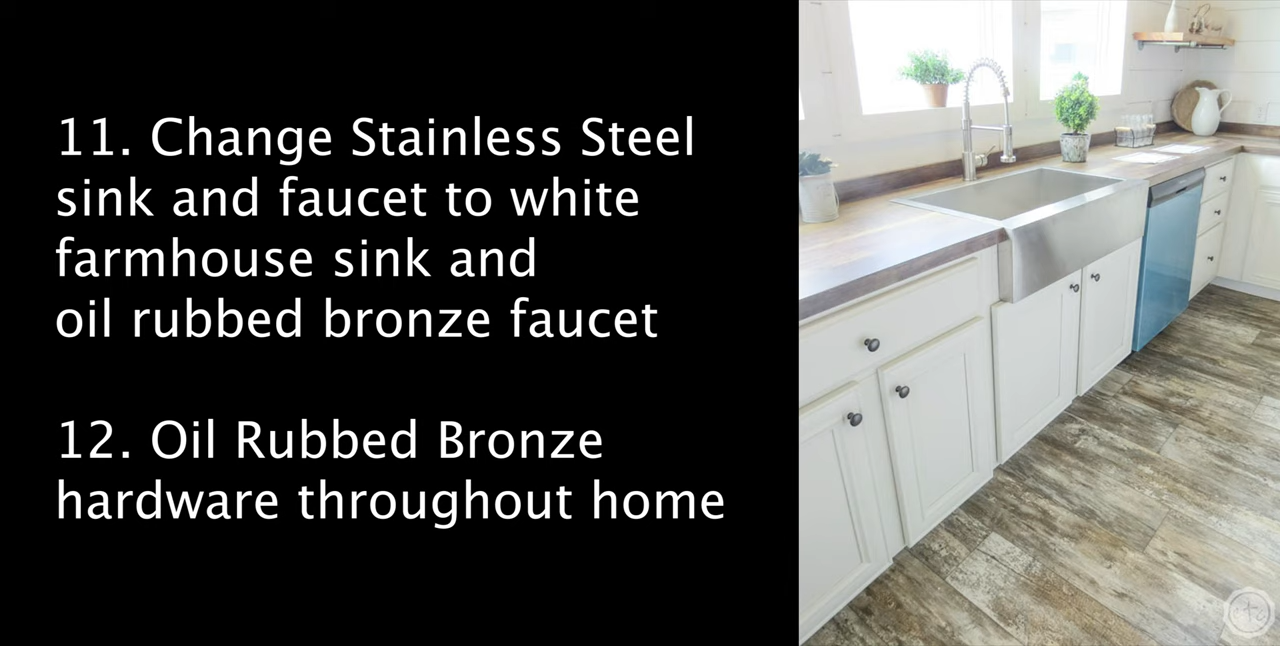 11. Change Stainless Steel
sink and faucet to white
farmhouse sink and
oil rubbed bronze faucet
12. Oil Rubbed Bronze
hardware throughout home